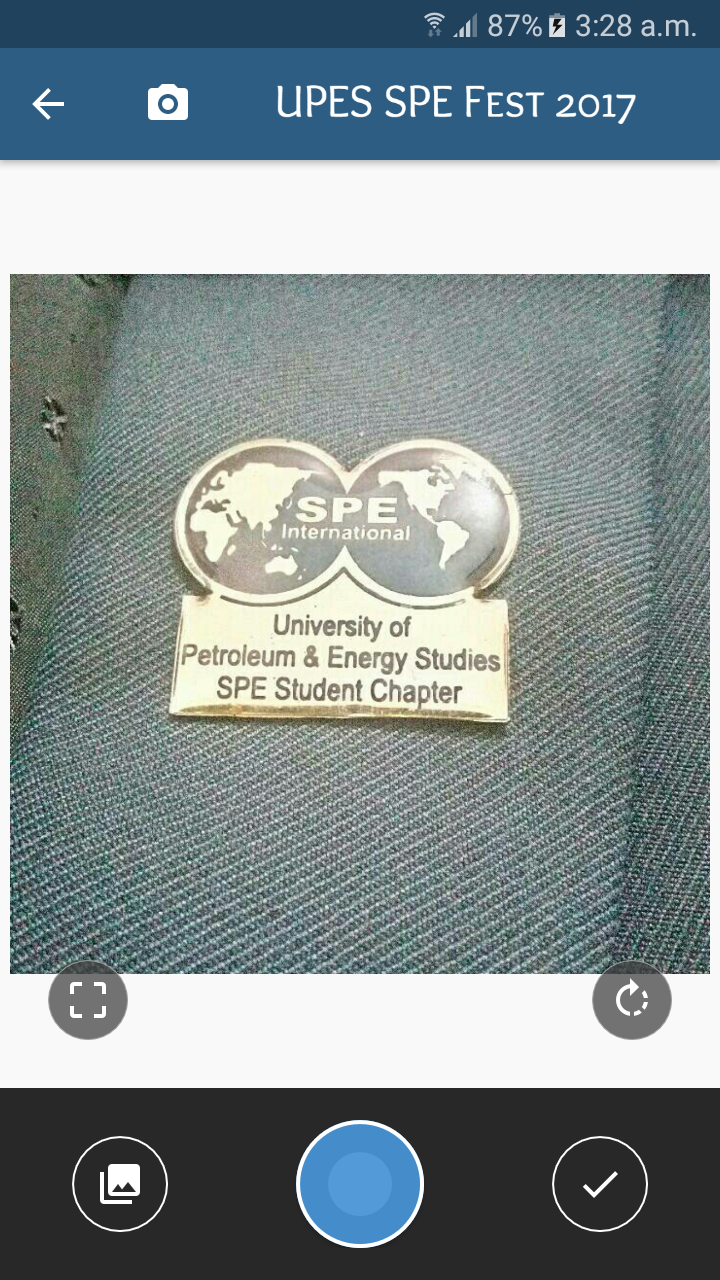 87% 3:28 a.m.
UPES SPE Fest 2017
SPE
International
University of
Petroleum & Energy Studies
SPE Student Chapter